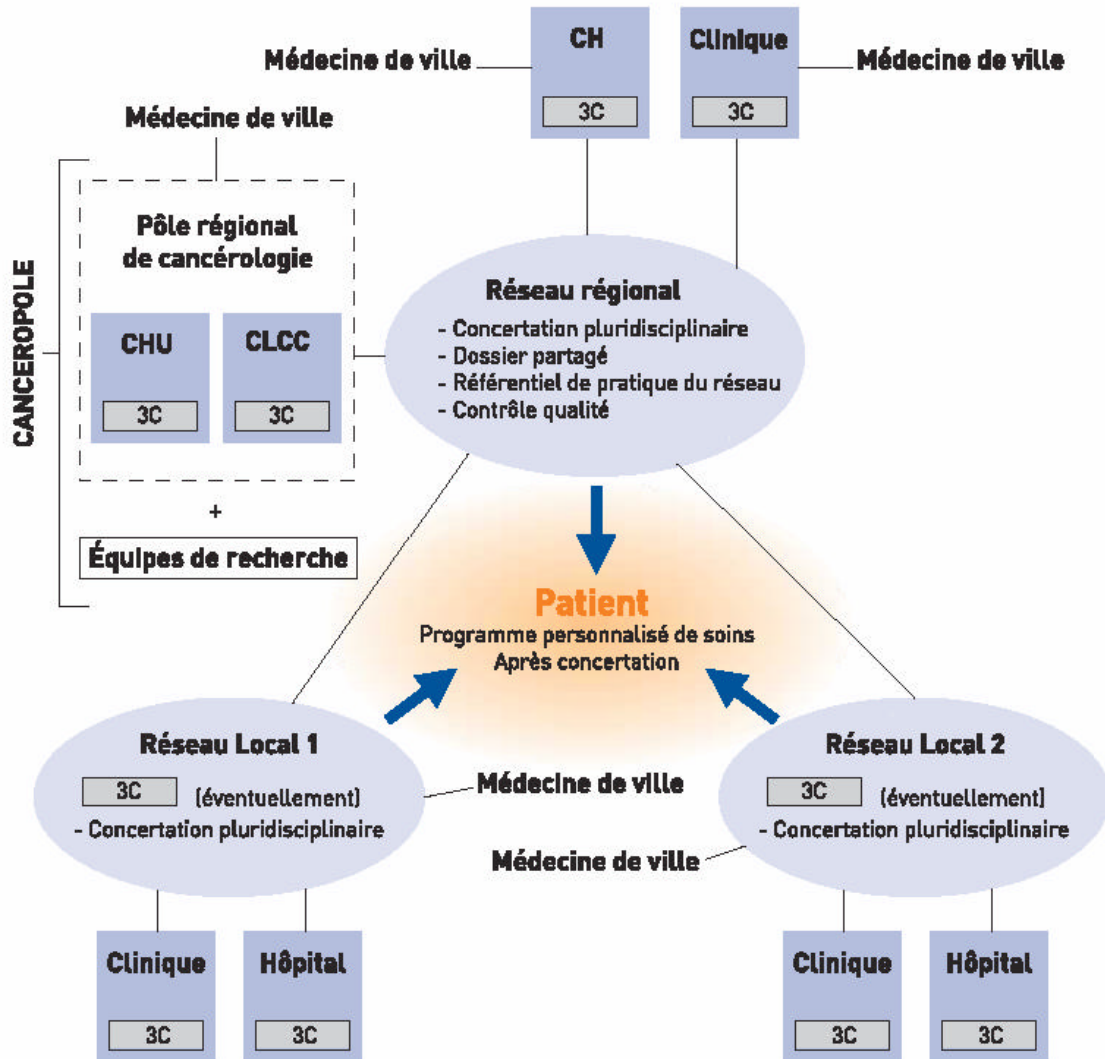 CH
Clinique
Médecine de ville
Médecine de ville
3C
3C
Médecine de ville
CANCEROPOLE
Pôle régional
de cancérologie
CHU
CLCC
3C
3C
+
Équipes de recherche
Réseau régional
- Concertation pluridisciplinaire
- Dossier partagé
- Référentiel de pratique du réseau
- Contrôle qualité
Patient
Programme personnalisé de soins
Après concertation
Réseau Local 1
3C (éventuellement)
- Concertation pluridisciplinaire
Médecine de ville
Réseau Local 2
3C (éventuellement)
- Concertation pluridisciplinaire
Médecine de ville
Clinique
3C
Hôpital
3C
Clinique
3C
Hôpital
3C